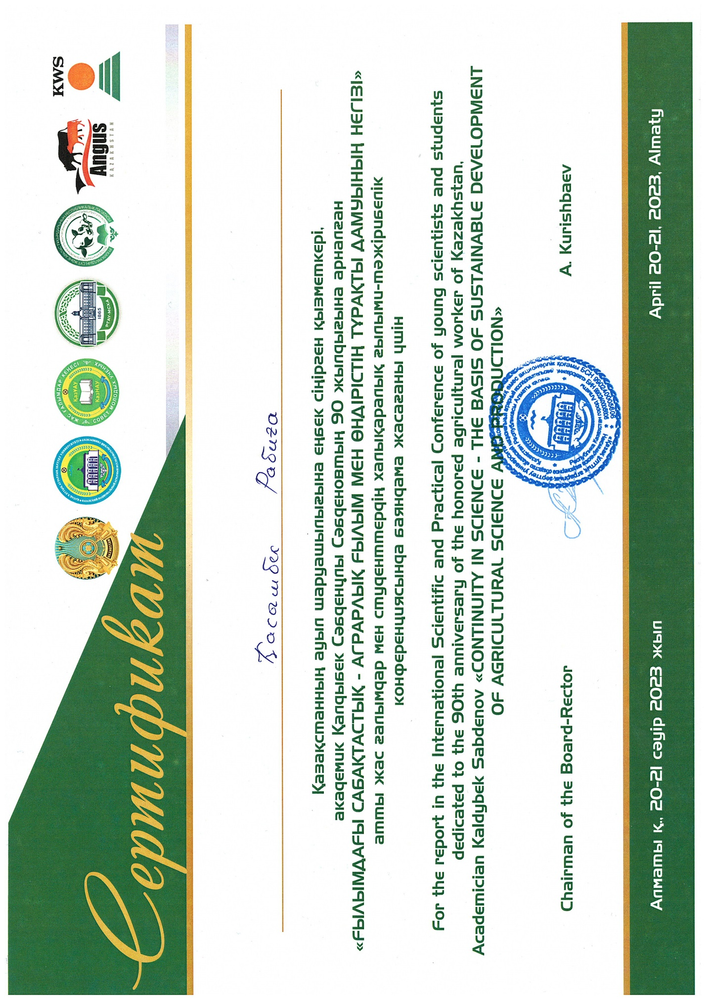 KWS
Angus
KAZAKHSTAN
РГАУ-МСХА
1865
ЖАС ҒАЛЫМДАР КЕҢЕСІ
ҚазҰАУ
КазНАУ
СОВЕТ МОЛОДЫХ УЧЕНЫХ
QAZAQSTAN
Сертификат
Қасымбек Рабиға
Қазақстанның ауыл шаруашылығына еңбек сіңірген қызметкері,
академик Қалдыбек Сәбденұлы Сәбденовтың 90 жылдығына арналған
«ҒЫЛЫМДАҒЫ САБАҚТАСТЫҚ - АГРАРЛЫҚ ҒЫЛЫМ МЕН ӨНДІРІСТІҢ ТҰРАҚТЫ ДАМУЫНЫҢ НЕГІЗІ»
атты жас ғалымдар мен студенттердің халықаралық ғылыми-тәжірибелік
конференциясында баяндама жасағаны үшін
For the report in the International Scientific and Practical Conference of young scientists and students
dedicated to the 90th anniversary of the honored agricultural worker of Kazakhstan,
Academician Kaldybek Sabdenov «CONTINUITY IN SCIENCE - THE BASIS OF SUSTAINABLE DEVELOPMENT
OF AGRICULTURAL SCIENCE AND PRODUCTION»
Chairman of the Board-Rector
A. Kurishbaev
Алматы қ., 20-21 сәуір 2023 жыл
April 20-21, 2023, Almaty